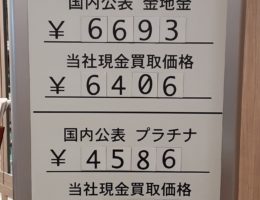 国内公表 金地金
¥ 6693
当社現金買取価格
¥ 6406
国内公表 プラチナ
¥ 4586
当社現金買取価格